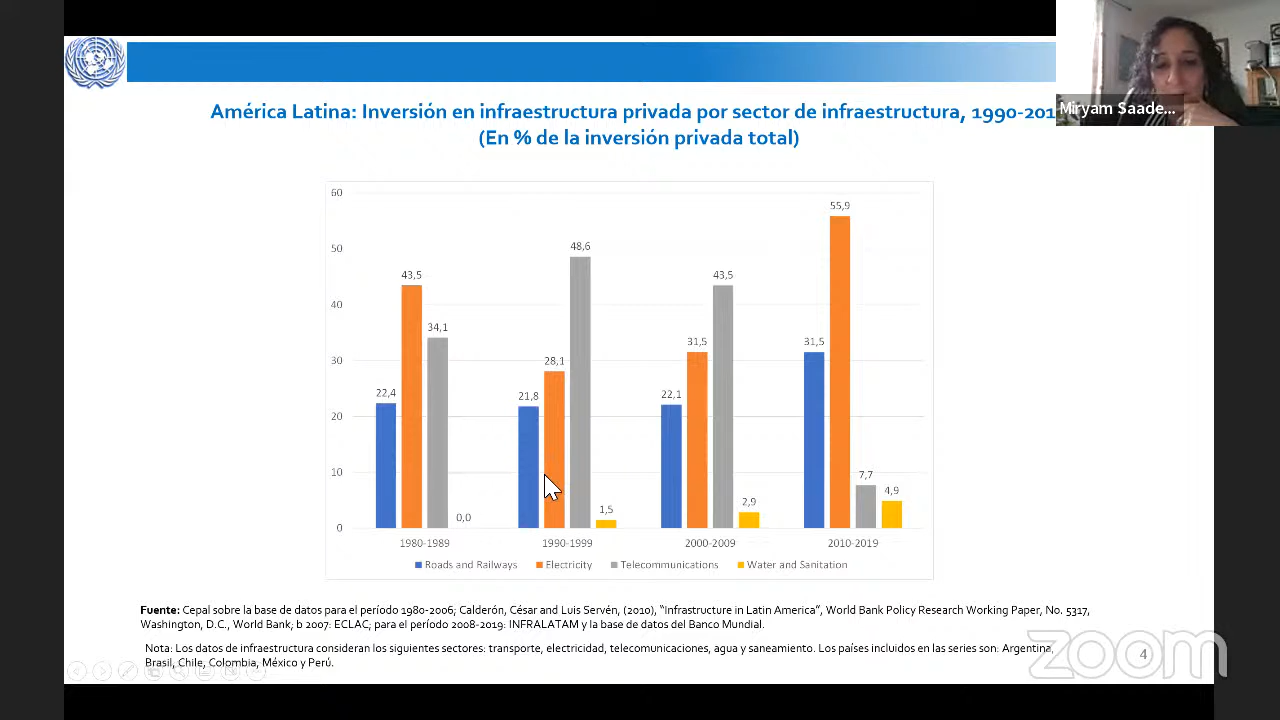 América Latina: Inversión en infraestructura privada por sector de infraestructura, 1990-201
(En % de la inversión privada total)
Miryam Saade...
60
50
40
30
20
10
0
22,4
43,5
34,1
0,0
21,8
28,1
48,6
1,5
22,1
31,5
43,5
2,9
31,5
55,9
7,7
4,9
1980-1989
1990-1999
2000-2009
2010-2019
Roads and Railways
Electricity
Telecommunications
Water and Sanitation
Fuente: Cepal sobre la base de datos para el período 1980-2006; Calderón, César and Luis Servén, (2010), "Infrastructure in Latin America", World Bank Policy Research Working Paper, No. 5317,
Washington, D.C., World Bank; b 2007: ECLAC; para el período 2008-2019: INFRALATAM y la base de datos del Banco Mundial.
Nota: Los datos de infraestructura consideran los siguientes sectores: transporte, electricidad, telecomunicaciones, agua y saneamiento. Los países incluidos en las series son: Argentina,
Brasil, Chile, Colombia, México y Perú.
4
zoom